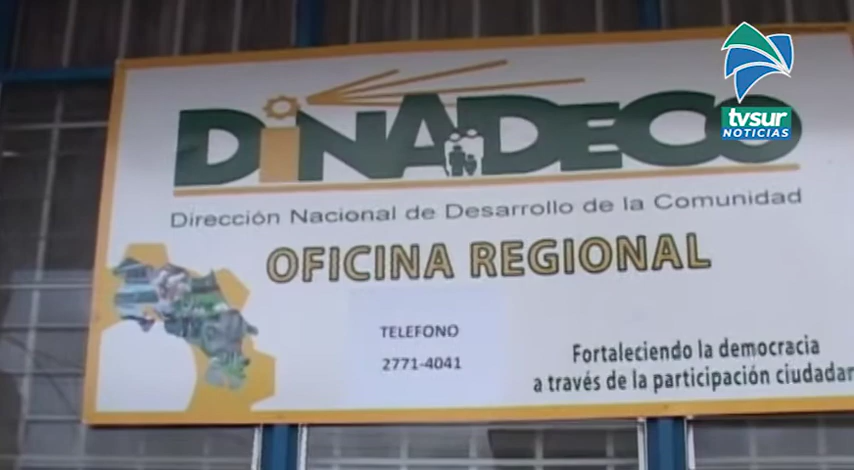 DiNADECO
tvsur
NOTICIAS
Dirección Nacional de Desarrollo de la Comunidad
OFICINA REGIONAL
TELEFONO
2771-4041
Fortaleciendo la democracia
a través de la participación ciudadan